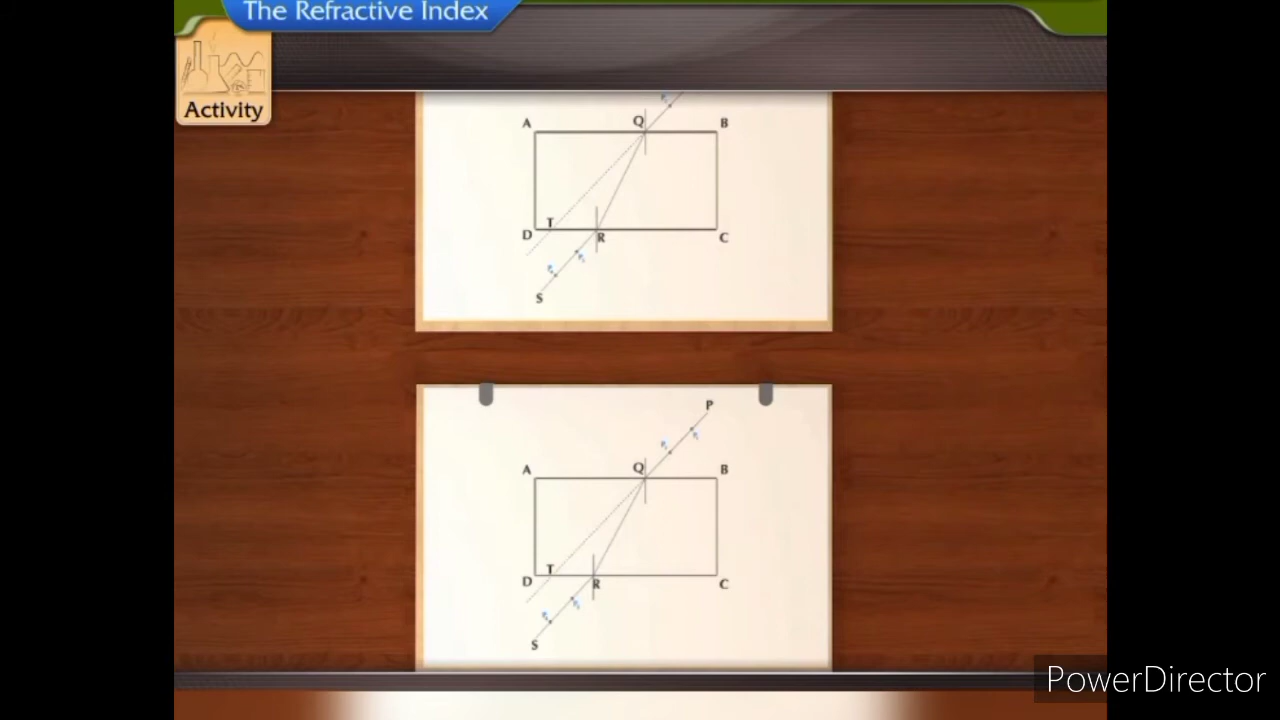 The Refractive Index
Activity
A Q B
T
D R C
S
P
A Q B
T
D R C
S
PowerDirector